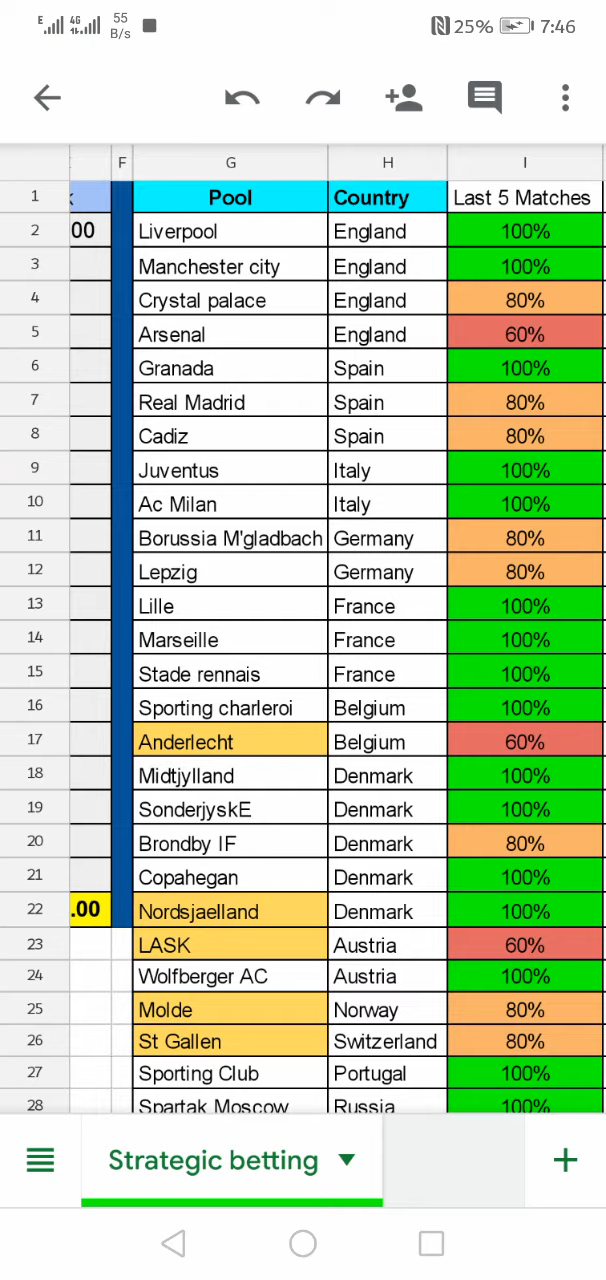 E 4G 55 B/s 25% 7:46
F G H I
1 k Pool Country Last 5 Matches
2 00 Liverpool England 100%
3 Manchester city England 100%
4 Crystal palace England 80%
5 Arsenal England 60%
6 Granada Spain 100%
7 Real Madrid Spain 80%
8 Cadiz Spain 80%
9 Juventus Italy 100%
10 Ac Milan Italy 100%
11 Borussia M'gladbach Germany 80%
12 Lepzig Germany 80%
13 Lille France 100%
14 Marseille France 100%
15 Stade rennais France 100%
16 Sporting charleroi Belgium 100%
17 Anderlecht Belgium 60%
18 Midtjylland Denmark 100%
19 SonderjyskE Denmark 100%
20 Brondby IF Denmark 80%
21 Copahegan Denmark 100%
22 .00 Nordsjaelland Denmark 100%
23 LASK Austria 60%
24 Wolfberger AC Austria 100%
25 Molde Norway 80%
26 St Gallen Switzerland 80%
27 Sporting Club Portugal 100%
28 Spartak Moscow Russia 100%
Strategic betting